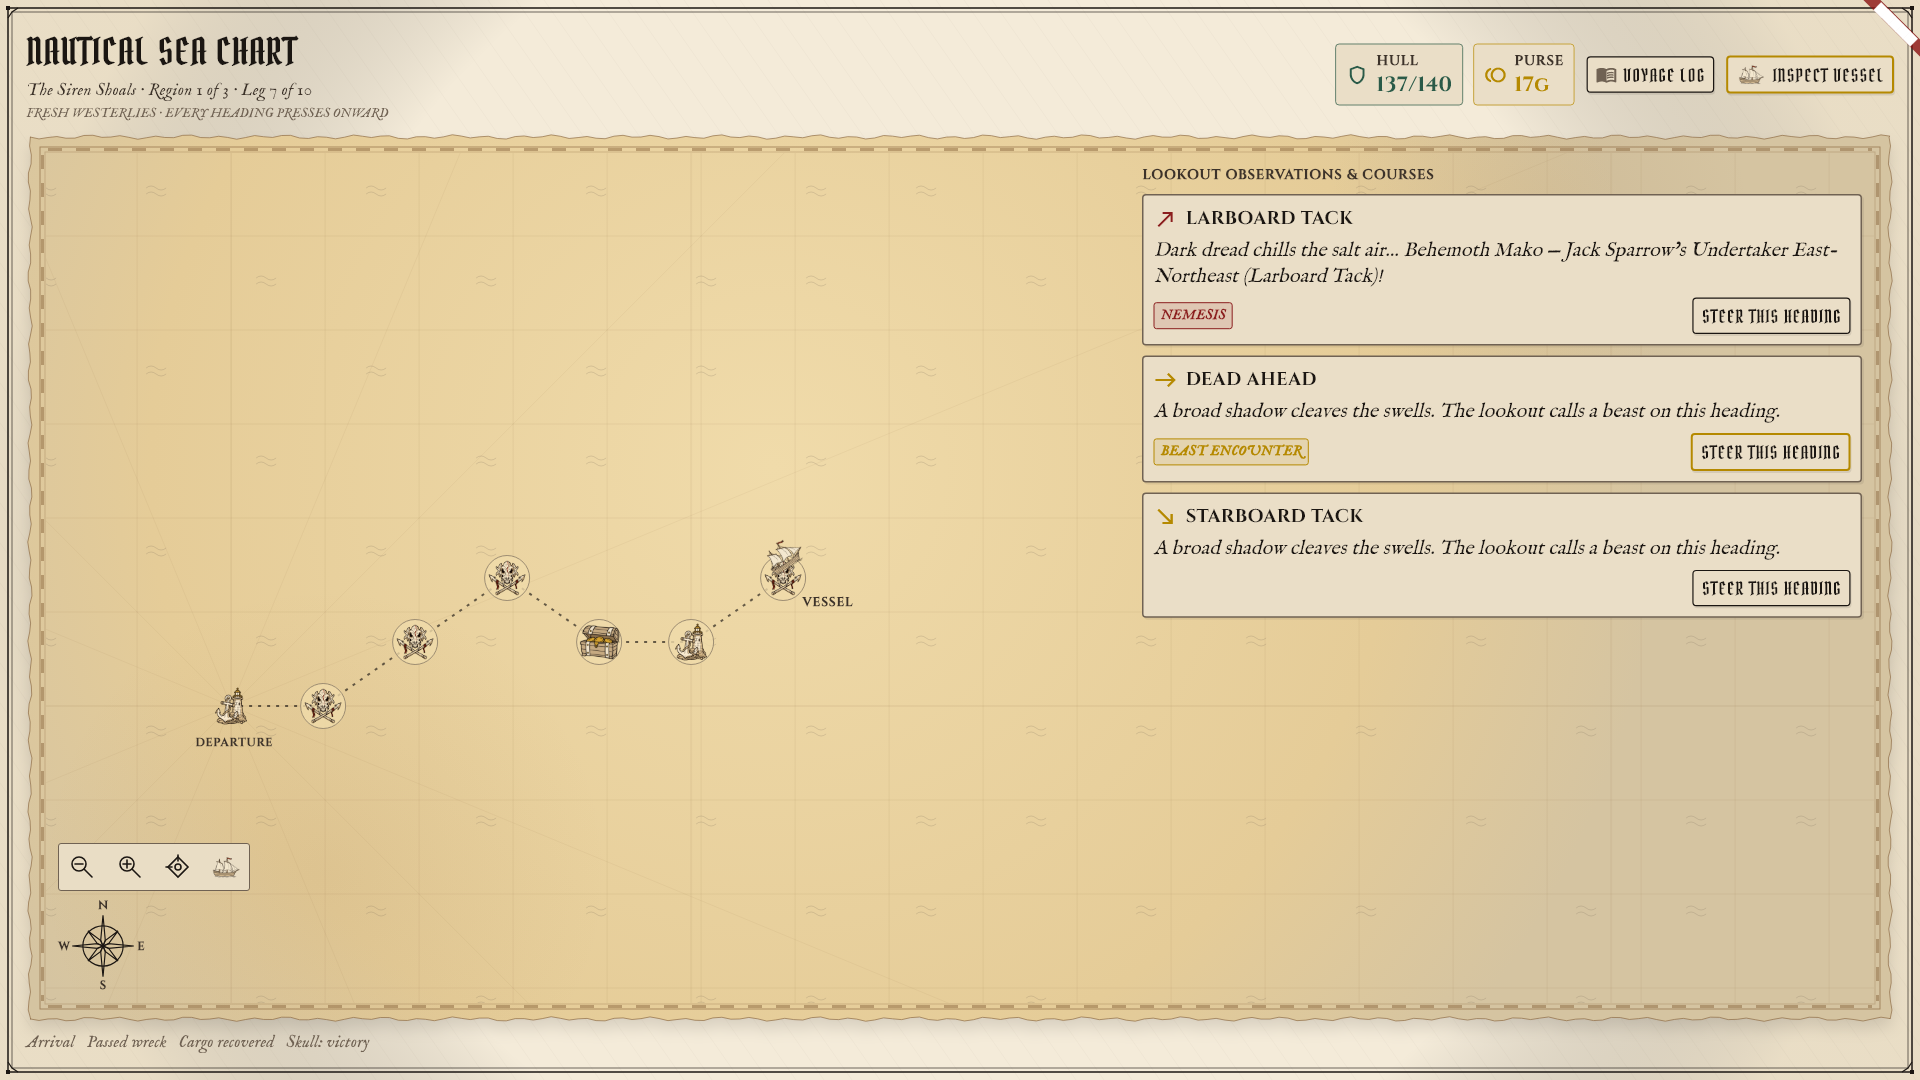 NAUTICAL SEA CHART
The Siren Shoals · Region 1 of 3 · Leg 7 of 10
FRESH WESTERLIES · EVERY HEADING PRESSES ONWARD
HULL
137/140
PURSE
17G
VOYAGE LOG
INSPECT VESSEL
LOOKOUT OBSERVATIONS & COURSES
LARBOARD TACK
Dark dread chills the salt air... Behemoth Mako — Jack Sparrow's Undertaker East-
Northeast (Larboard Tack)!
NEMESIS
STEER THIS HEADING
DEAD AHEAD
A broad shadow cleaves the swells. The lookout calls a beast on this heading.
BEAST ENCOUNTER
STEER THIS HEADING
STARBOARD TACK
A broad shadow cleaves the swells. The lookout calls a beast on this heading.
STEER THIS HEADING
VESSEL
DEPARTURE
N
W E
S
Arrival Passed wreck Cargo recovered Skull: victory